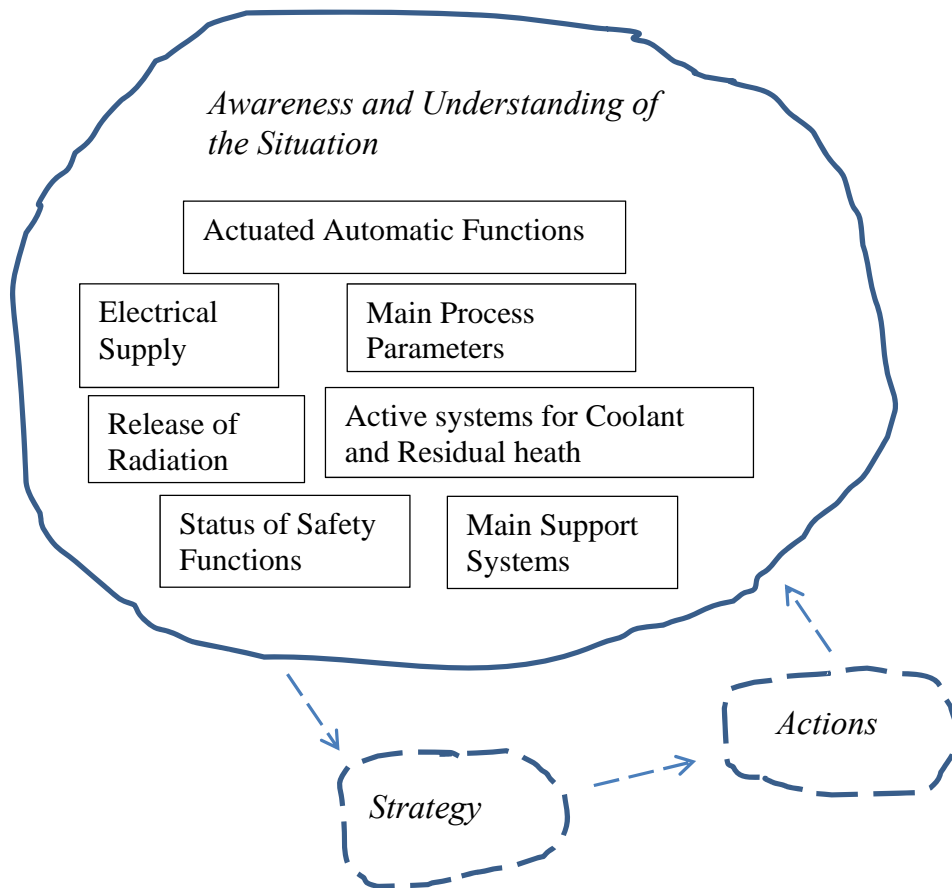 Awareness and Understanding of
the Situation
Actuated Automatic Functions
Electrical
Supply
Main Process
Parameters
Release of
Radiation
Active systems for Coolant
and Residual heath
Status of Safety
Functions
Main Support
Systems
Actions
Strategy